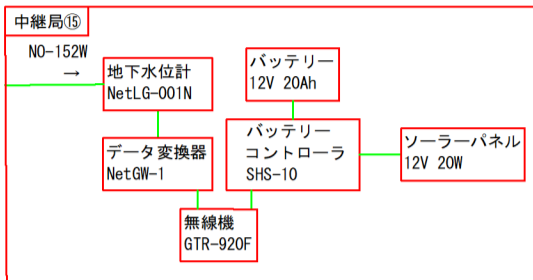 中継局⑮
NO-152W
→
地下水位計
NetLG-001N
バッテリー
12V 20Ah
データ変換器
NetGW-1
バッテリー
コントローラ
SHS-10
ソーラーパネル
12V 20W
無線機
GTR-920F